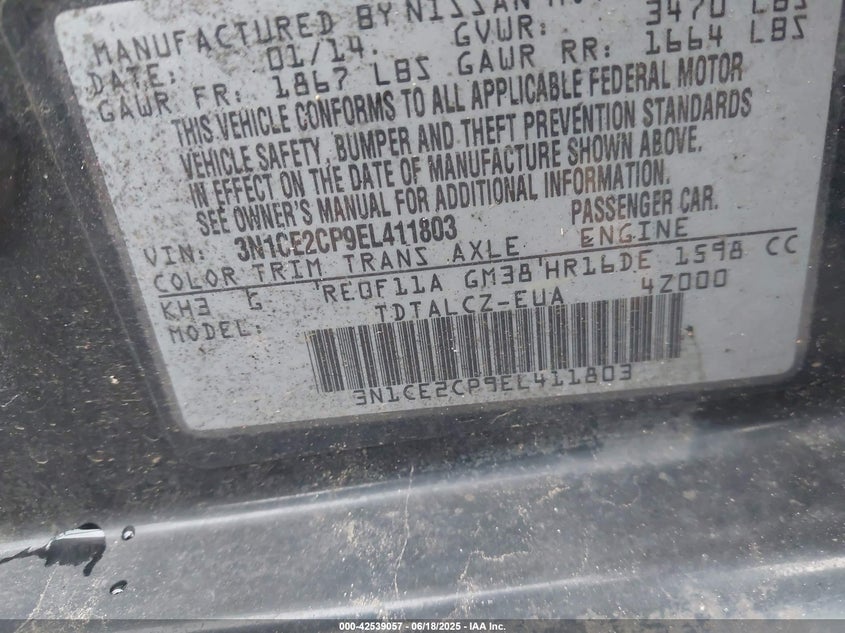 MANUFACTURED BY NISSAN
DATE: 01/14 GVWR: 3470 LBS
GAWR FR: 1867 LBS GAWR RR: 1664 LBS
THIS VEHICLE CONFORMS TO ALL APPLICABLE FEDERAL MOTOR
VEHICLE SAFETY, BUMPER AND THEFT PREVENTION STANDARDS
IN EFFECT ON THE DATE OF MANUFACTURE SHOWN ABOVE.
SEE OWNER'S MANUAL FOR ADDITIONAL INFORMATION.
VIN: 3N1CE2CP9EL411803 PASSENGER CAR.
COLOR TRIM TRANS AXLE ENGINE
KH3 G RE0F11A GM38 HR16DE 1598 CC
MODEL: TDTALCZ-EUA 4Z000
3N1CE2CP9EL411803
000-42539057 - 06/18/2025 - IAA Inc.